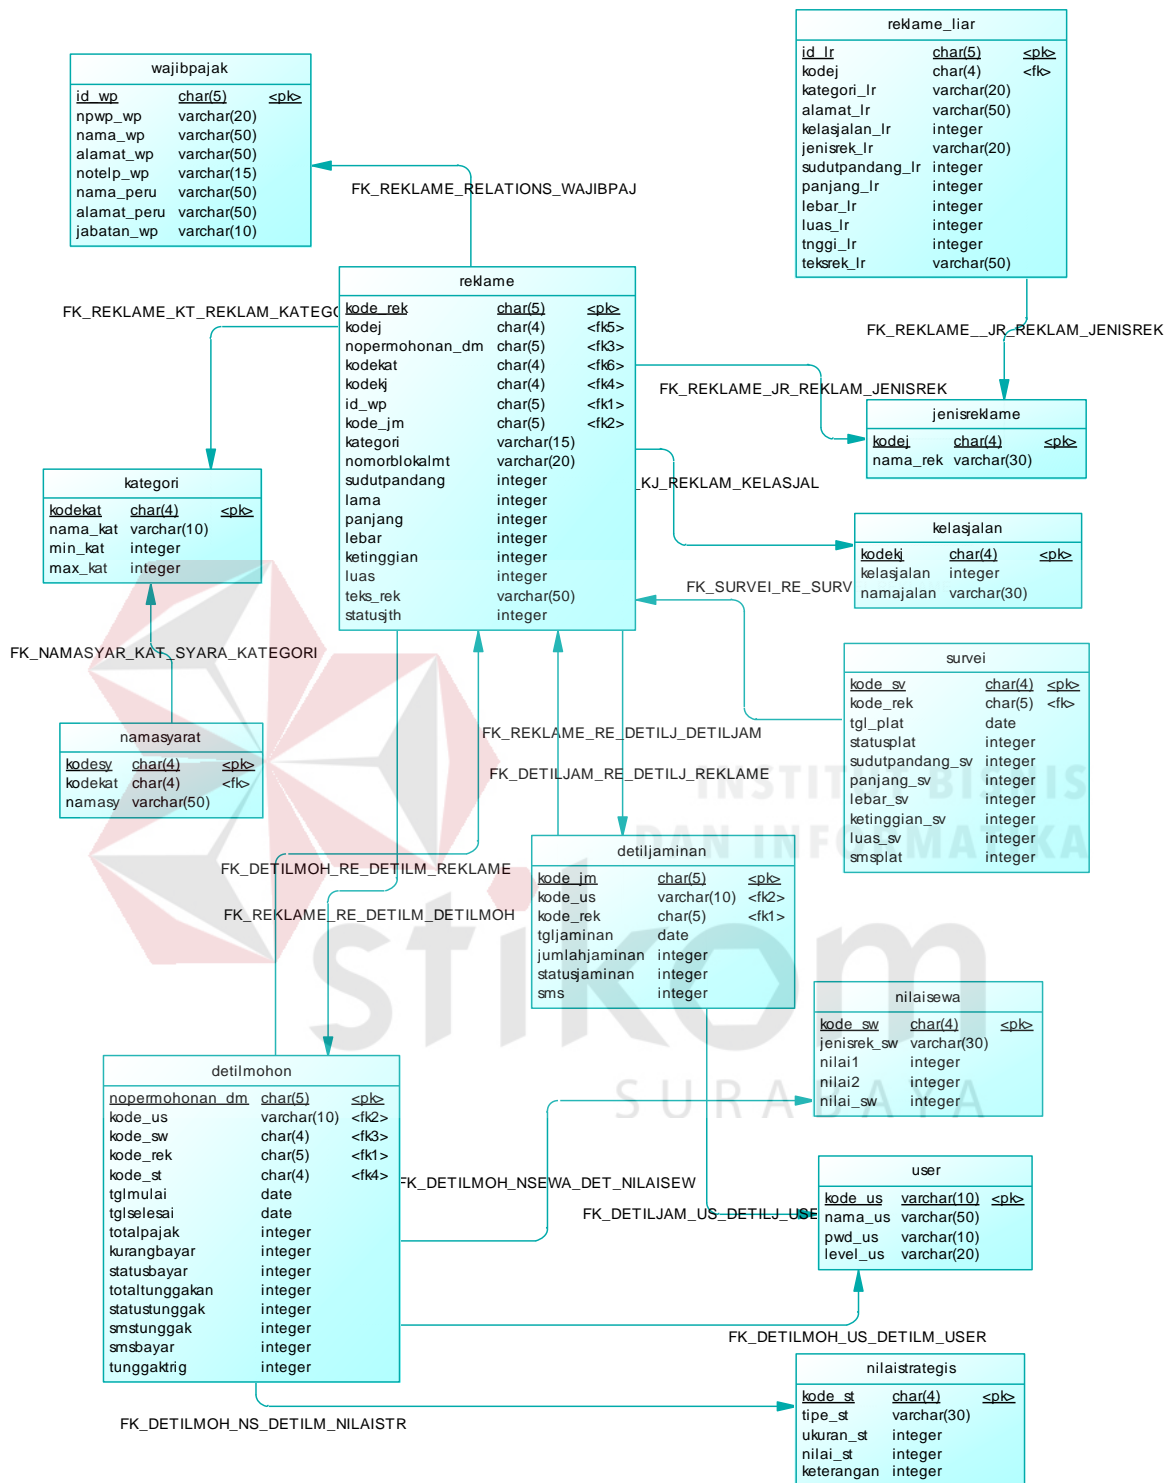 reklame_liar
id_lr char(5) <pk>
kodej char(4) <fk>
kategori_lr varchar(20)
alamat_lr varchar(50)
kelasjalan_lr integer
jenisrek_lr varchar(20)
sudutpandang_lr integer
panjang_lr integer
lebar_lr integer
luas_lr integer
tnggi_lr integer
teksrek_lr varchar(50)
wajibpajak
id_wp char(5) <pk>
npwp_wp varchar(20)
nama_wp varchar(50)
alamat_wp varchar(50)
notelp_wp varchar(15)
nama_peru varchar(50)
alamat_peru varchar(50)
jabatan_wp varchar(10)
FK_REKLAME_RELATIONS_WAJIBPAJ
reklame
kode_rek char(5) <pk>
kodej char(4) <fk5>
nopermohonan_dm char(5) <fk3>
kodekat char(4) <fk6>
kodekj char(4) <fk4>
id_wp char(5) <fk1>
kode_jm char(5) <fk2>
kategori varchar(15)
nomorblokalmt varchar(20)
sudutpandang integer
lama integer
panjang integer
lebar integer
ketinggian integer
luas integer
teks_rek varchar(50)
statusjth integer
FK_REKLAME_KT_REKLAM_KATEGO
FK_REKLAME__JR_REKLAM_JENISREK
FK_REKLAME_JR_REKLAM_JENISREK
jenisreklame
kodej char(4) <pk>
nama_rek varchar(30)
kategori
kodekat char(4) <pk>
nama_kat varchar(10)
min_kat integer
max_kat integer
_KJ_REKLAM_KELASJAL
kelasjalan
kodekj char(4) <pk>
kelasjalan integer
namajalan varchar(30)
FK_SURVEI_RE_SURV
FK_NAMASYAR_KAT_SYARA_KATEGORI
survei
kode_sv char(4) <pk>
kode_rek char(5) <fk>
tgl_plat date
statusplat integer
sudutpandang_sv integer
panjang_sv integer
lebar_sv integer
ketinggian_sv integer
luas_sv integer
smsplat integer
namasyarat
kodesy char(4) <pk>
kodekat char(4) <fk>
namasy varchar(50)
FK_REKLAME_RE_DETILJ_DETILJAM
FK_DETILJAM_RE_DETILJ_REKLAME
INSTITUT BISNIS
DAN INFORMATIKA
detiljaminan
kode_jm char(5) <pk>
kode_us varchar(10) <fk2>
kode_rek char(5) <fk1>
tgljaminan date
jumlahjaminan integer
statusjaminan integer
sms integer
FK_DETILMOH_RE_DETILM_REKLAME
FK_REKLAME_RE_DETILM_DETILMOH
stikom
SURABAYA
nilaisewa
kode_sw char(4) <pk>
jenisrek_sw varchar(30)
nilai1 integer
nilai2 integer
nilai_sw integer
detilmohon
nopermohonan_dm char(5) <pk>
kode_us varchar(10) <fk2>
kode_sw char(4) <fk3>
kode_rek char(5) <fk1>
kode_st char(4) <fk4>
tglmulai date
tglselesai date
totalpajak integer
kurangbayar integer
statusbayar integer
totaltunggakan integer
statustunggak integer
smstunggak integer
smsbayar integer
tunggaktrig integer
FK_DETILMOH_NSEWA_DET_NILAISEW
FK_DETILJAM_US_DETILJ_USE
user
kode_us varchar(10) <pk>
nama_us varchar(50)
pwd_us varchar(10)
level_us varchar(20)
FK_DETILMOH_US_DETILM_USER
nilaistrategis
kode_st char(4) <pk>
tipe_st varchar(30)
ukuran_st integer
nilai_st integer
keterangan integer
FK_DETILMOH_NS_DETILM_NILAISTR